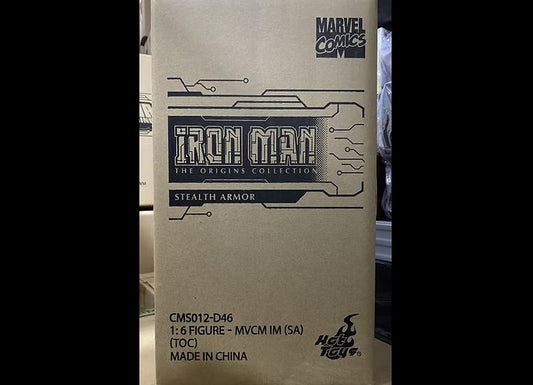 MARVEL
COMICS
IRON MAN
THE ORIGINS COLLECTION
STEALTH ARMOR
CMS012-D46
1:6 FIGURE - MVCM IM (SA)
(TOC)
MADE IN CHINA
Hot
Toys®